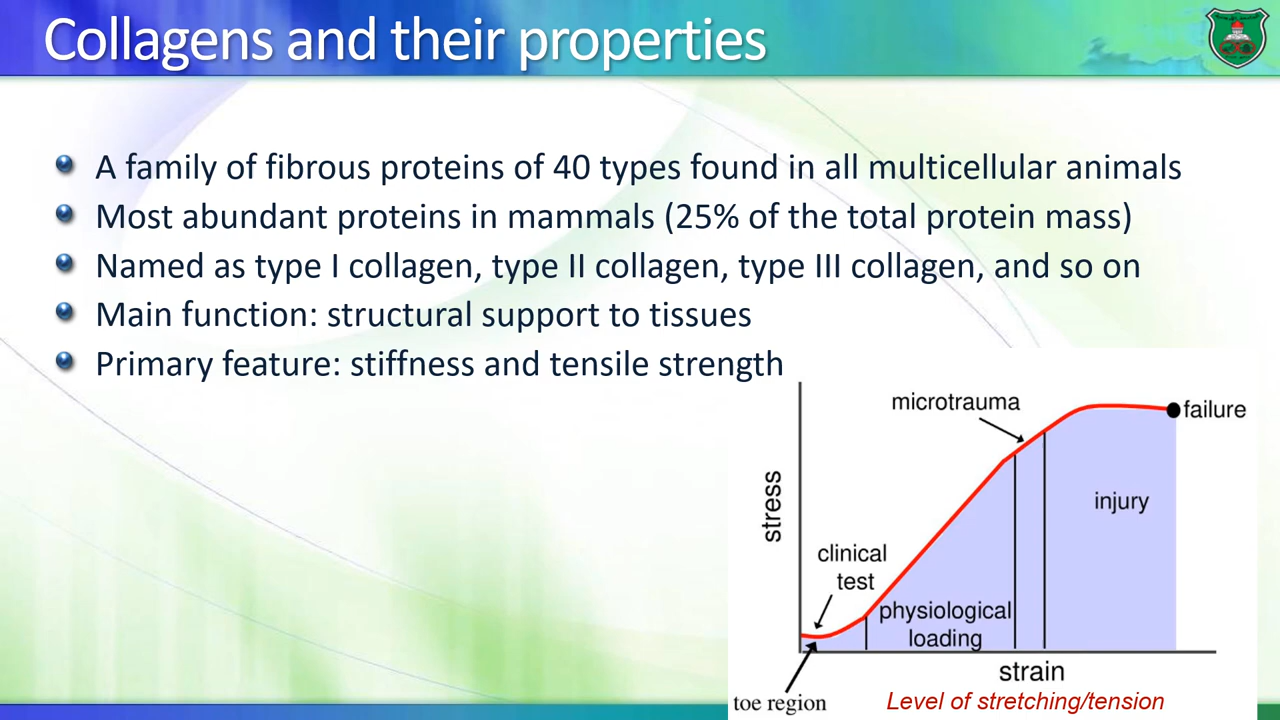 Collagens and their properties
A family of fibrous proteins of 40 types found in all multicellular animals
Most abundant proteins in mammals (25% of the total protein mass)
Named as type I collagen, type II collagen, type III collagen, and so on
Main function: structural support to tissues
Primary feature: stiffness and tensile strength
microtrauma
failure
stress
injury
clinical
test
physiological
loading
strain
toe region
Level of stretching/tension